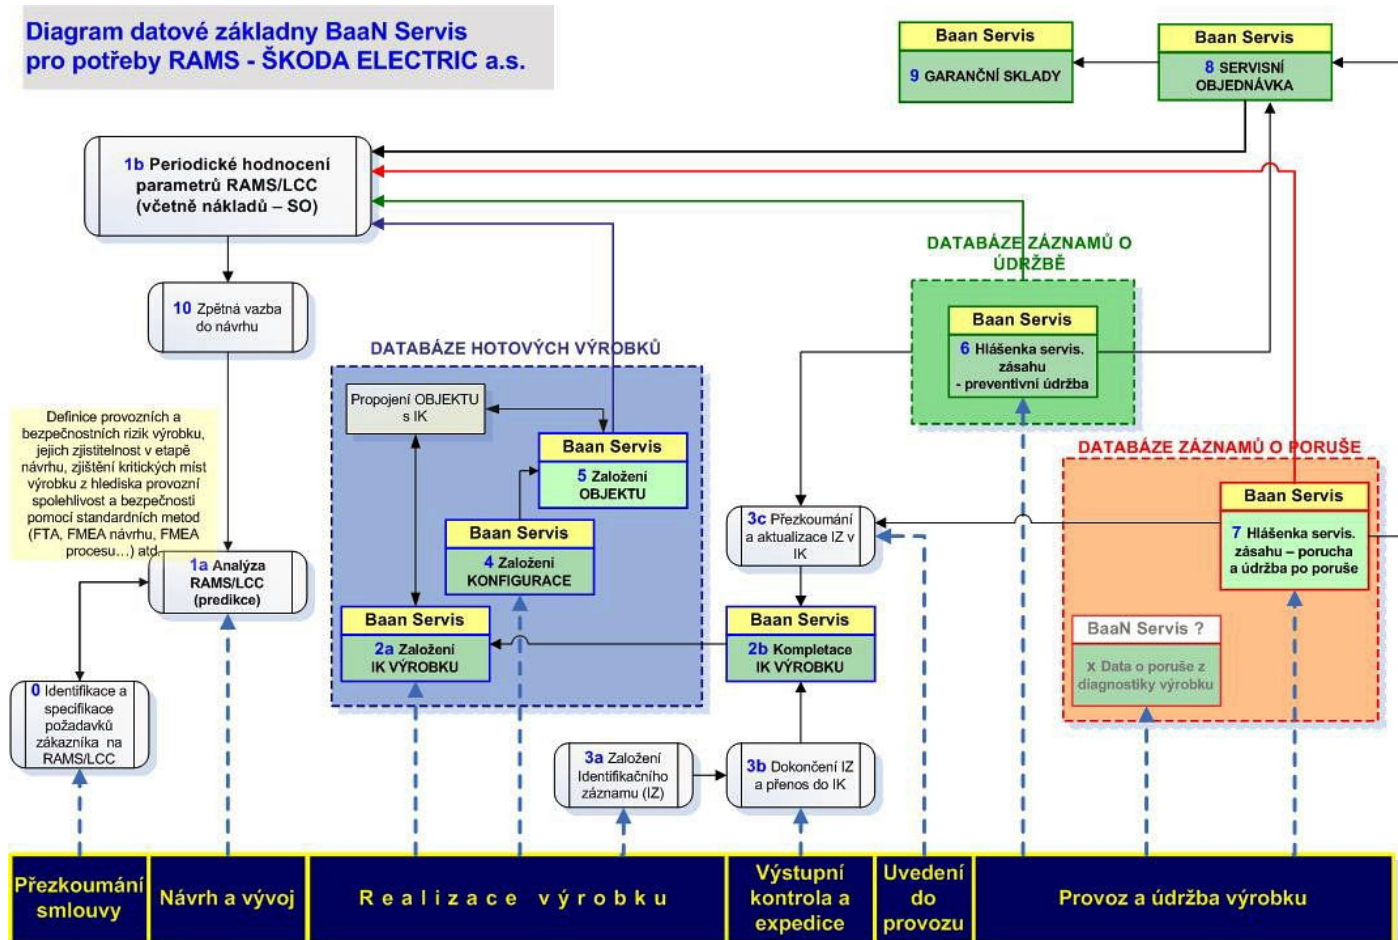 Diagram datové základny BaaN Servis
pro potřeby RAMS - ŠKODA ELECTRIC a.s.
Baan Servis
9 GARANČNÍ SKLADY
Baan Servis
8 SERVISNÍ
OBJEDNÁVKA
1b Periodické hodnocení
parametrů RAMS/LCC
(včetně nákladů – SO)
10 Zpětná vazba
do návrhu
DATABÁZE ZÁZNAMŮ O
ÚDRŽBĚ
Baan Servis
6 Hlášenka servis.
zásahu
- preventivní údržba
DATABÁZE HOTOVÝCH VÝROBKŮ
Propojení OBJEKTU
s IK
Baan Servis
5 Založení
OBJEKTU
Baan Servis
4 Založení
KONFIGURACE
Baan Servis
2a Založení
IK VÝROBKU
Definice provozních a
bezpečnostních rizik výrobku,
jejich zjistitelnost v etapě
návrhu, zjištění kritických míst
výrobku z hlediska provozní
spolehlivost a bezpečnosti
pomocí standardních metod
(FTA, FMEA návrhu, FMEA
procesu...) atd.
1a Analýza
RAMS/LCC
(predikce)
0 Identifikace a
specifikace
požadavků
zákazníka na
RAMS/LCC
3c Přezkoumání
a aktualizace IZ v
IK
Baan Servis
2b Kompletace
IK VÝROBKU
3a Založení
Identifikačního
záznamu (IZ)
3b Dokončení IZ
a přenos do IK
DATABÁZE ZÁZNAMŮ O PORUŠE
Baan Servis
7 Hlášenka servis.
zásahu – porucha
a údržba po poruše
BaaN Servis ?
x Data o poruše z
diagnostiky výrobku
Přezkoumání
smlouvy
Návrh a vývoj
Realizace výrobku
Výstupní
kontrola a
expedice
Uvedení
do
provozu
Provoz a údržba výrobku